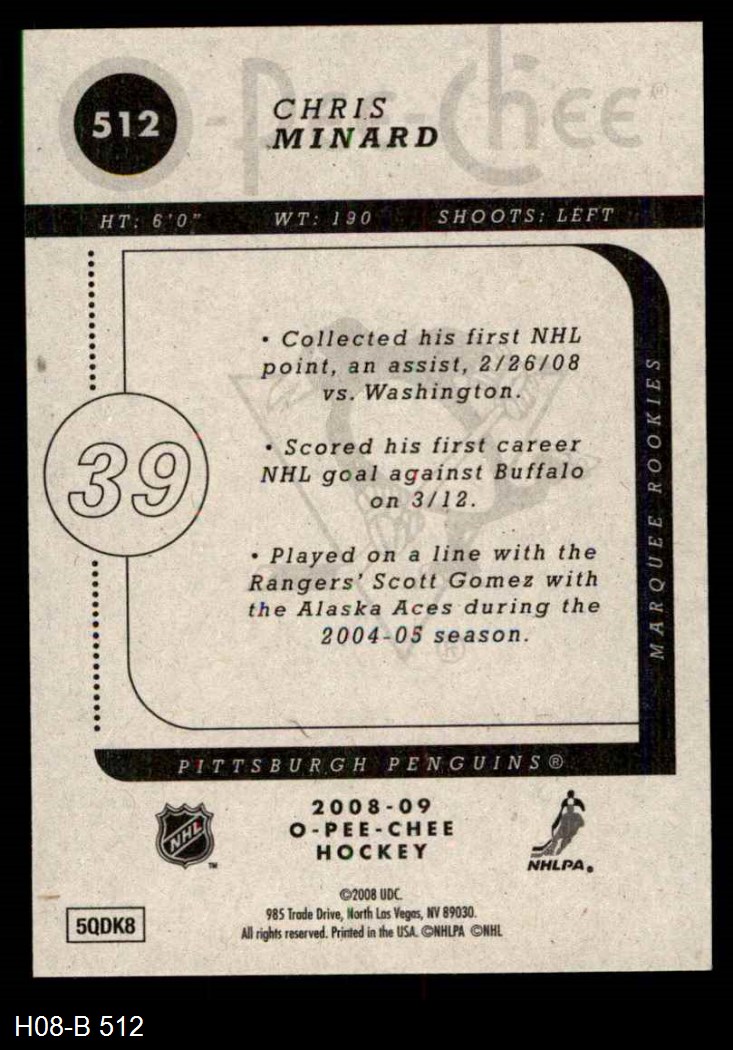 O-Pee-Chee®
512
CHRIS
MINARD
HT: 6'0"   WT: 190   SHOOTS: LEFT
• Collected his first NHL
point, an assist, 2/26/08
vs. Washington.
• Scored his first career
NHL goal against Buffalo
on 3/12.
• Played on a line with the
Rangers' Scott Gomez with
the Alaska Aces during the
2004-05 season.
®
39
MARQUEE ROOKIES
PITTSBURGH PENGUINS®
NHL
™
2008-09
O-PEE-CHEE
HOCKEY
NHLPA®
©2008 UDC.
985 Trade Drive, North Las Vegas, NV 89030.
All rights reserved. Printed in the USA. ©NHLPA ©NHL
5QDK8
H08-B 512